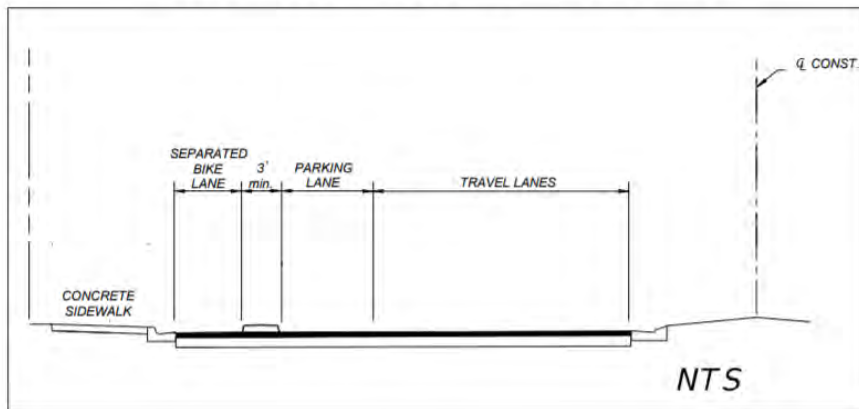 ℄ CONST.
SEPARATED
BIKE
LANE
3'
min.
PARKING
LANE
TRAVEL LANES
CONCRETE
SIDEWALK
NTS